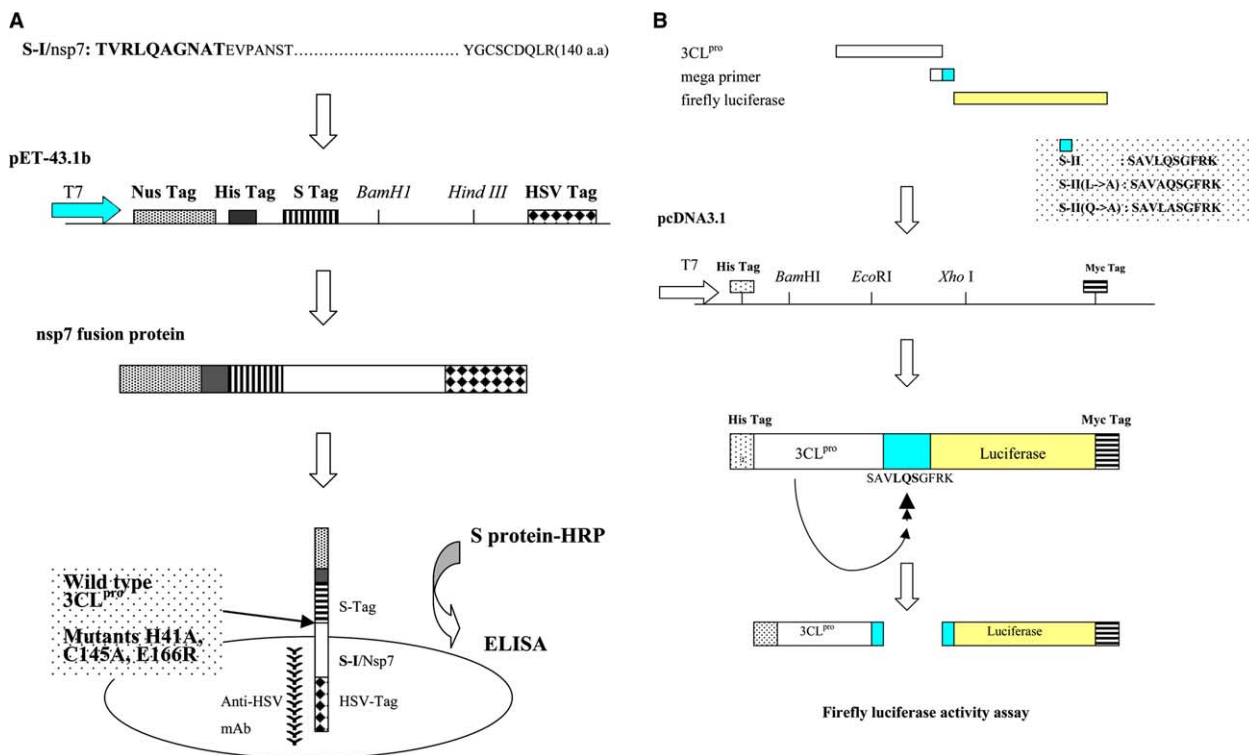 A
S-I/nsp7: TVRLQAGNATEVPANST................................YGCSCDQLR(140 a.a)
pET-43.1b
T7 Nus Tag His Tag S Tag BamH1 Hind III HSV Tag
nsp7 fusion protein
S protein-HRP
Wild type
3CLpro
Mutants H41A,
C145A, E166R
S-Tag
ELISA
S-I/Nsp7
Anti-HSV
mAb
HSV-Tag
B
3CLpro
mega primer
firefly luciferase
S-II : SAVLQSGFRK
S-II(L->A) : SAVAQSGFRK
S-II(Q->A) : SAVLASGFRK
pcDNA3.1
T7 His Tag BamHI EcoRI Xho I Myc Tag
His Tag Myc Tag
3CLpro Luciferase
SAVLQSGFRK
3CLpro Luciferase
Firefly luciferase activity assay